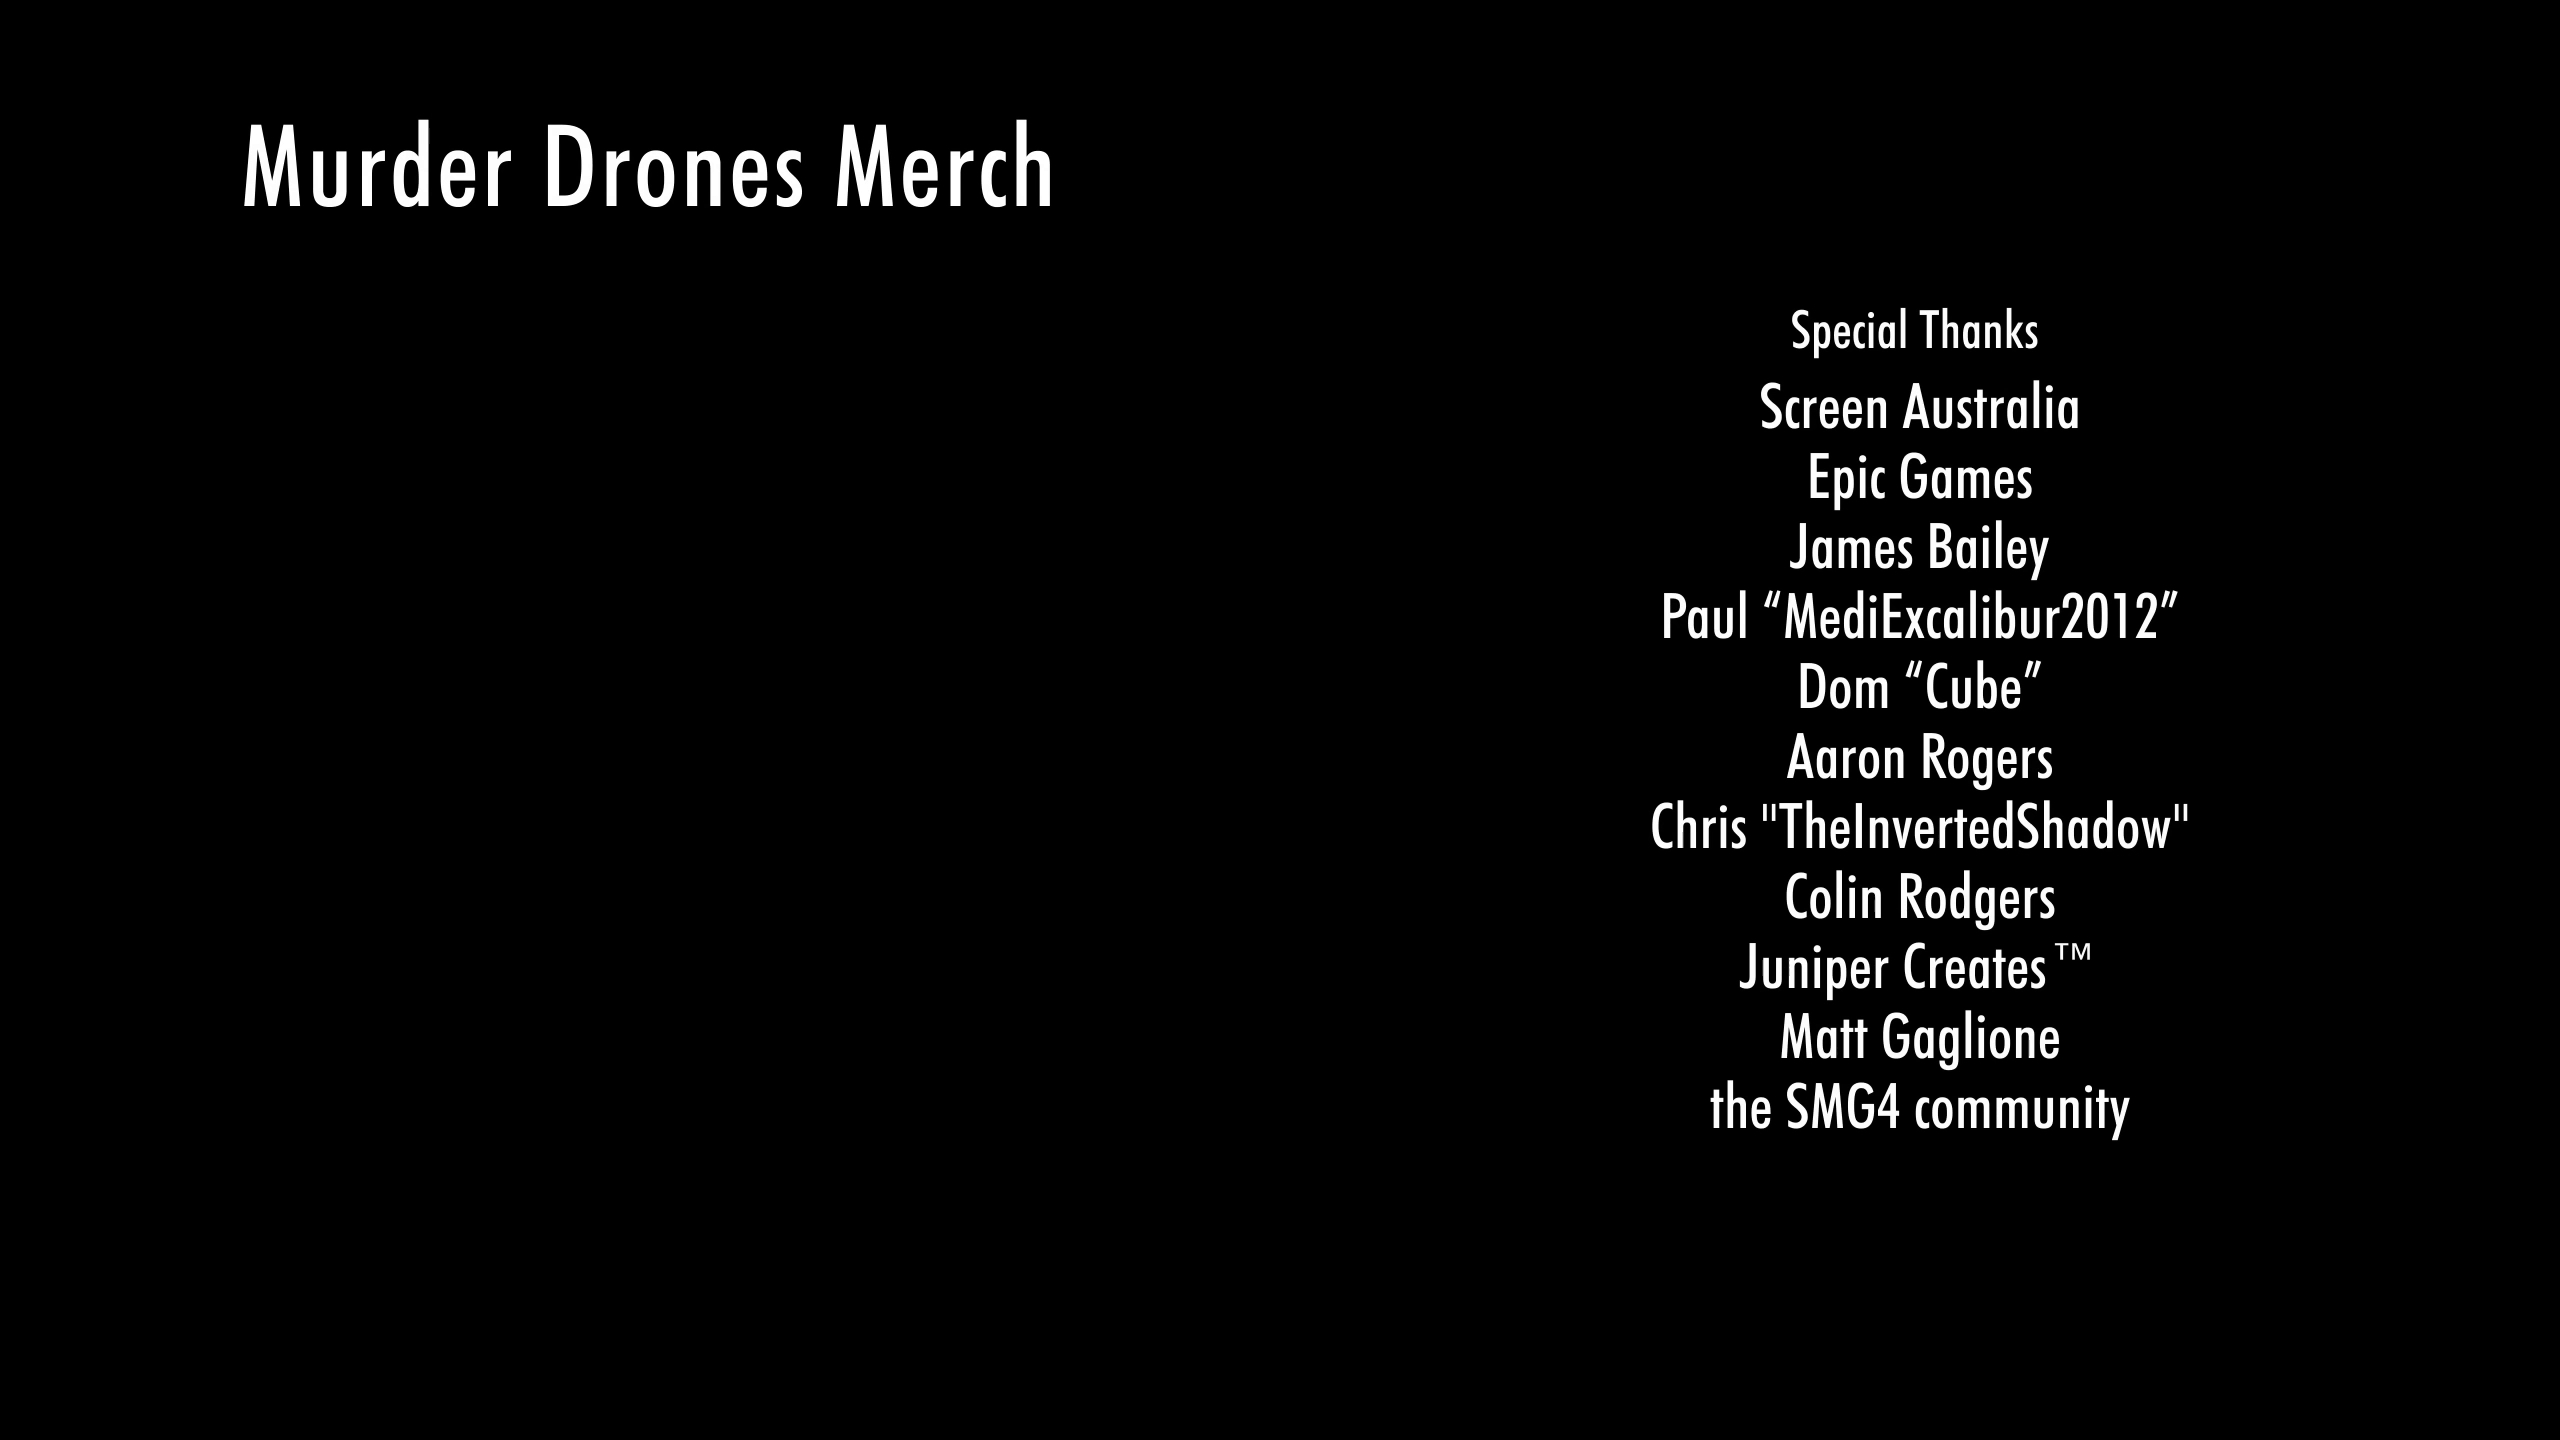 Murder Drones Merch
Special Thanks
Screen Australia
Epic Games
James Bailey
Paul “MediExcalibur2012”
Dom “Cube”
Aaron Rogers
Chris "TheInvertedShadow"
Colin Rodgers
Juniper Creates™
Matt Gaglione
the SMG4 community